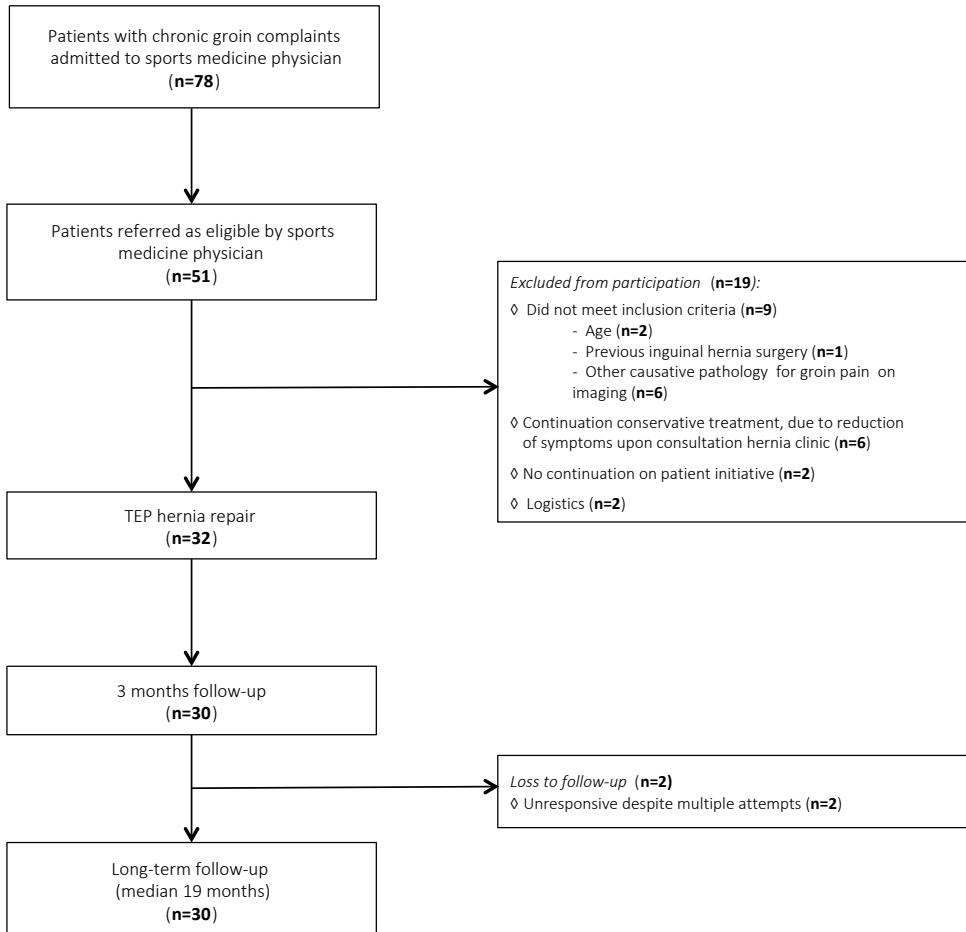 Patients with chronic groin complaints
admitted to sports medicine physician
(n=78)
Patients referred as eligible by sports
medicine physician
(n=51)
Excluded from participation (n=19):
◊ Did not meet inclusion criteria (n=9)
- Age (n=2)
- Previous inguinal hernia surgery (n=1)
- Other causative pathology for groin pain on
imaging (n=6)
◊ Continuation conservative treatment, due to reduction
of symptoms upon consultation hernia clinic (n=6)
◊ No continuation on patient initiative (n=2)
◊ Logistics (n=2)
TEP hernia repair
(n=32)
3 months follow-up
(n=30)
Loss to follow-up (n=2)
◊ Unresponsive despite multiple attempts (n=2)
Long-term follow-up
(median 19 months)
(n=30)